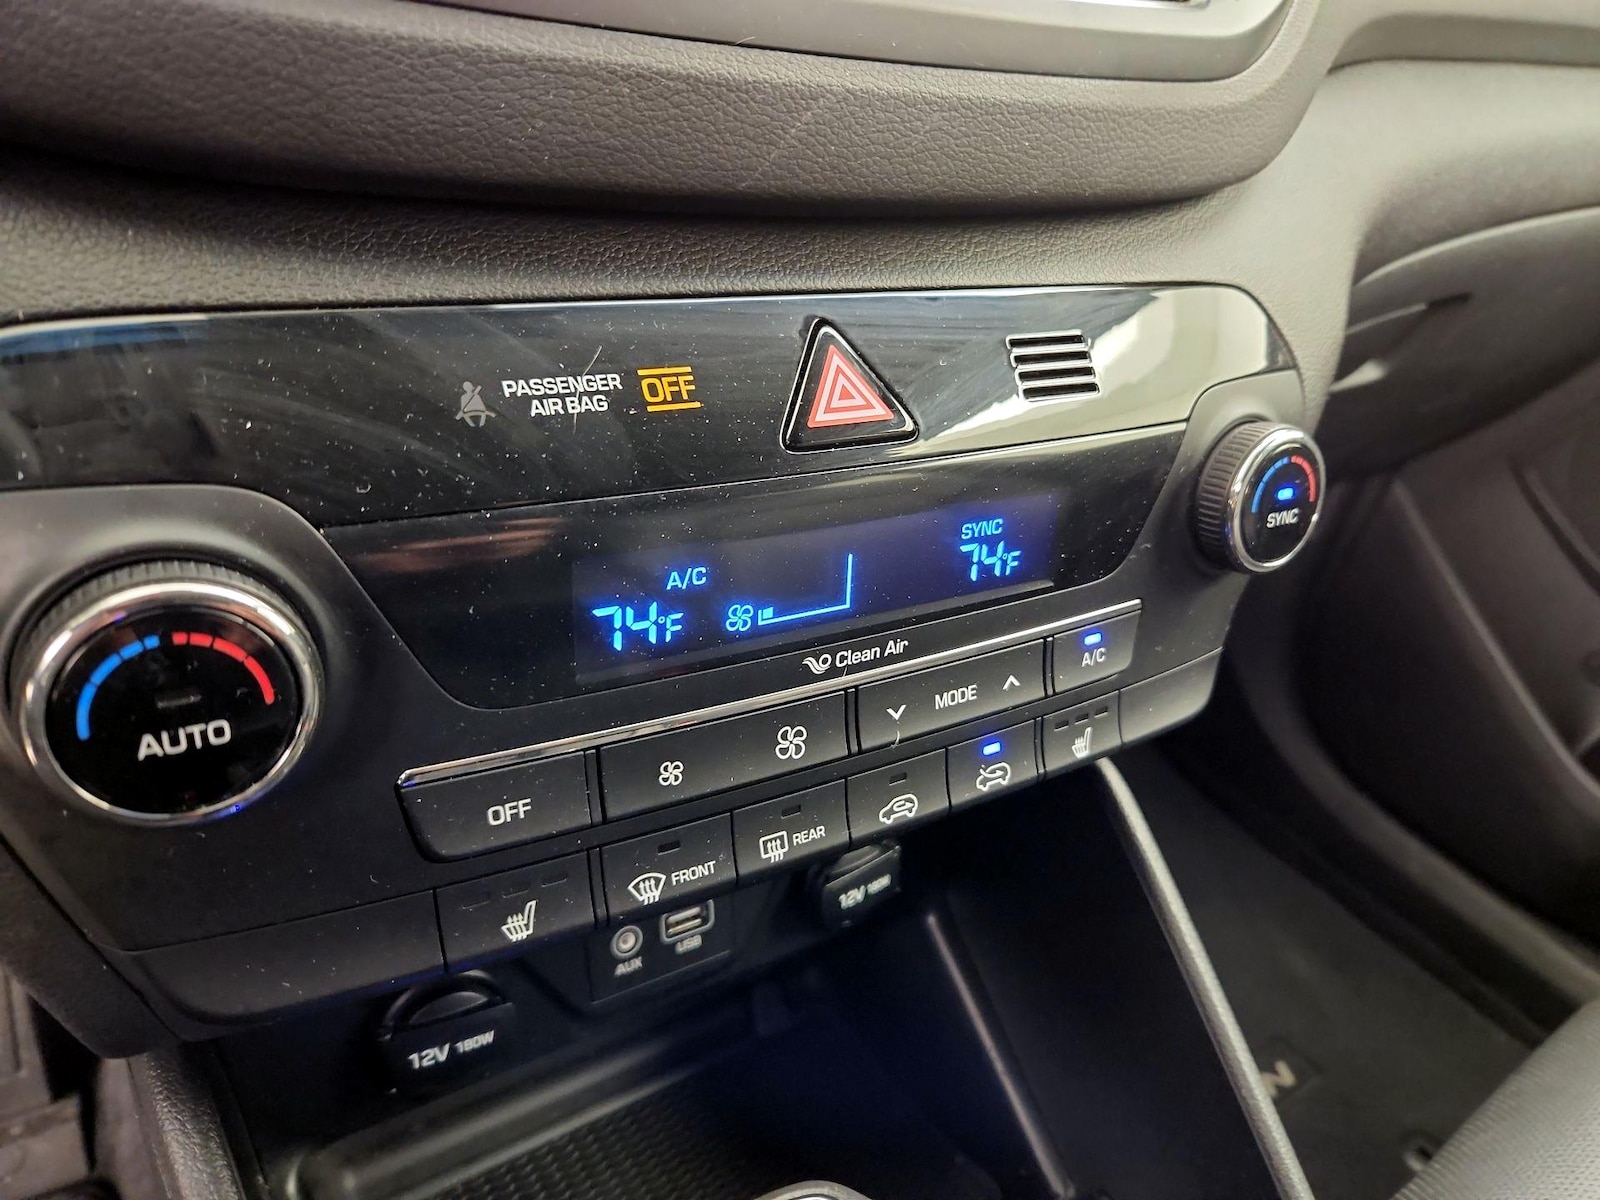 PASSENGER
AIR BAG
OFF
SYNC
A/C
74°F
74°F
SYNC
Clean Air
AUTO
MODE
A/C
OFF
FRONT
REAR
AUX
USB
12V 180W
12V 180W